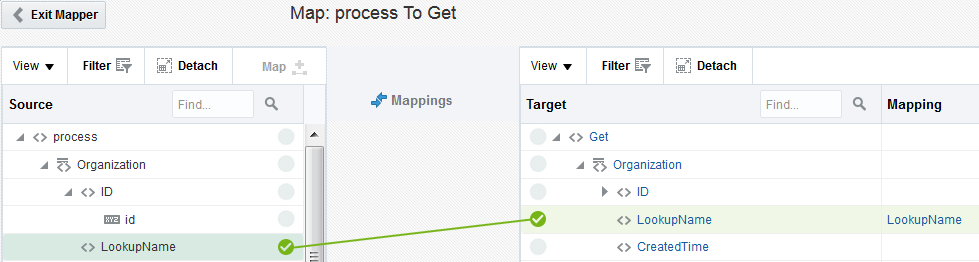 Exit Mapper
Map: process To Get
View Filter Detach Map
View Filter Detach
Source Find...
Mappings
Target Find... Mapping
process
Get
Organization
Organization
ID
ID
XYZ id
LookupName LookupName
LookupName
CreatedTime